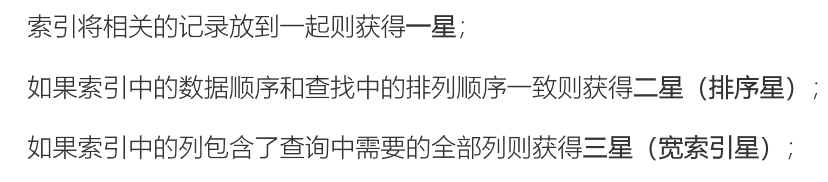 索引将相关的记录放到一起则获得一星；
如果索引中的数据顺序和查找中的排列顺序一致则获得二星（排序星）；
如果索引中的列包含了查询中需要的全部列则获得三星（宽索引星）；